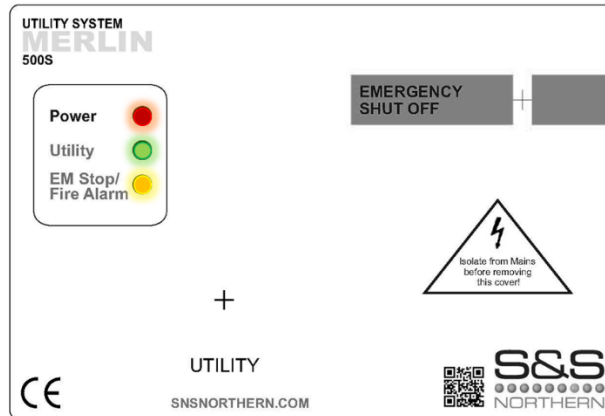 UTILITY SYSTEM
MERLIN
500S
Power
Utility
EM Stop/
Fire Alarm
EMERGENCY
SHUT OFF
Isolate from Mains
before removing
this cover!
UTILITY
CE
SNSNORTHERN.COM
S&S
NORTHERN